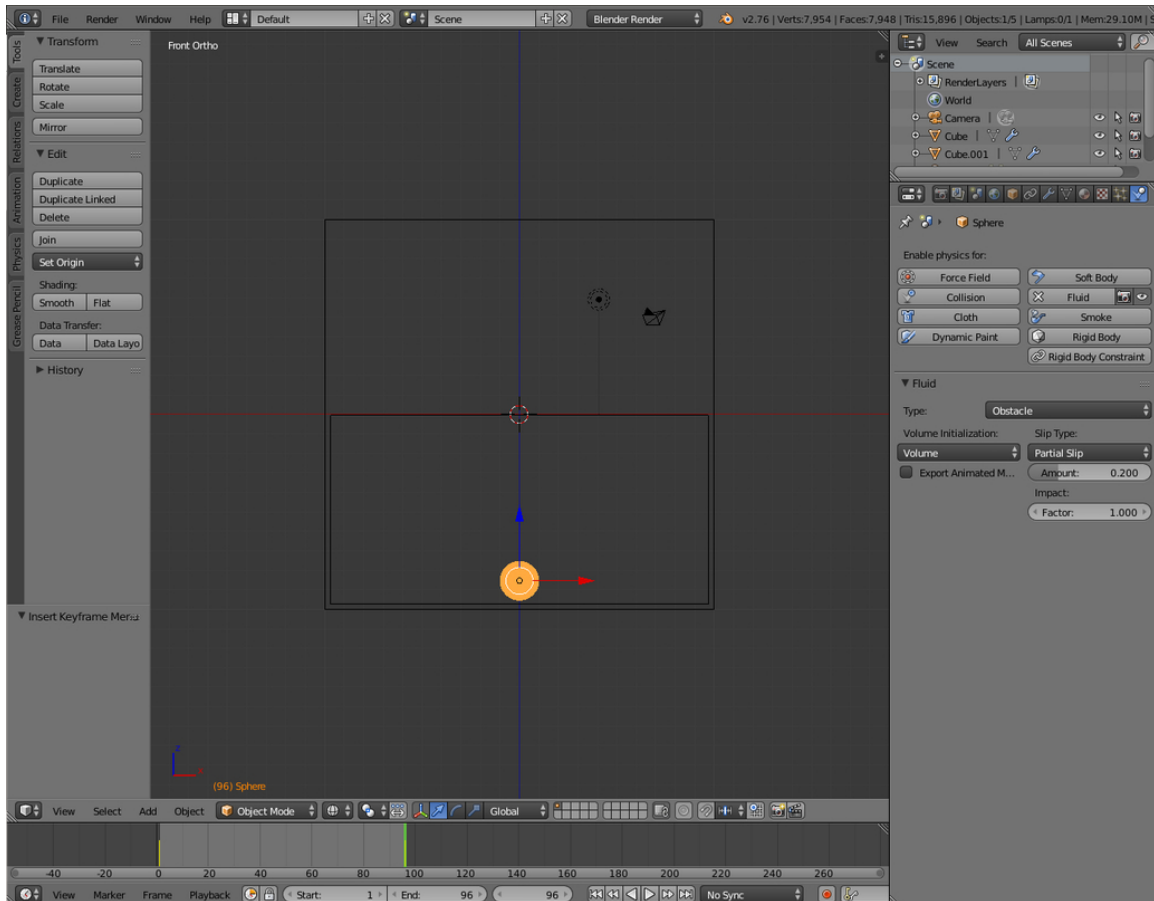 File Render Window Help Default Scene Blender Render v2.76 | Verts:7,954 | Faces:7,948 | Tris:15,896 | Objects:1/5 | Lamps:0/1 | Mem:29.10M | S
Tools
Create
Relations
Animation
Physics
Grease Pencil
Transform
Translate
Rotate
Scale
Mirror
Edit
Duplicate
Duplicate Linked
Delete
Join
Set Origin
Shading:
Smooth Flat
Data Transfer:
Data Data Layo
History
Insert Keyframe Menu
Front Ortho
z
x
(96) Sphere
View Search All Scenes
Scene
RenderLayers |
World
Camera |
Cube |
Cube.001 |
Sphere
Enable physics for:
Force Field Soft Body
Collision Fluid
Cloth Smoke
Dynamic Paint Rigid Body
Rigid Body Constraint
Fluid
Type: Obstacle
Volume Initialization: Slip Type:
Volume Partial Slip
Export Animated M... Amount: 0.200
Impact:
Factor: 1.000
View Select Add Object Object Mode Global
-40 -20 0 20 40 60 80 100 120 140 160 180 200 220 240 260
View Marker Frame Playback Start: 1 End: 96 96 No Sync